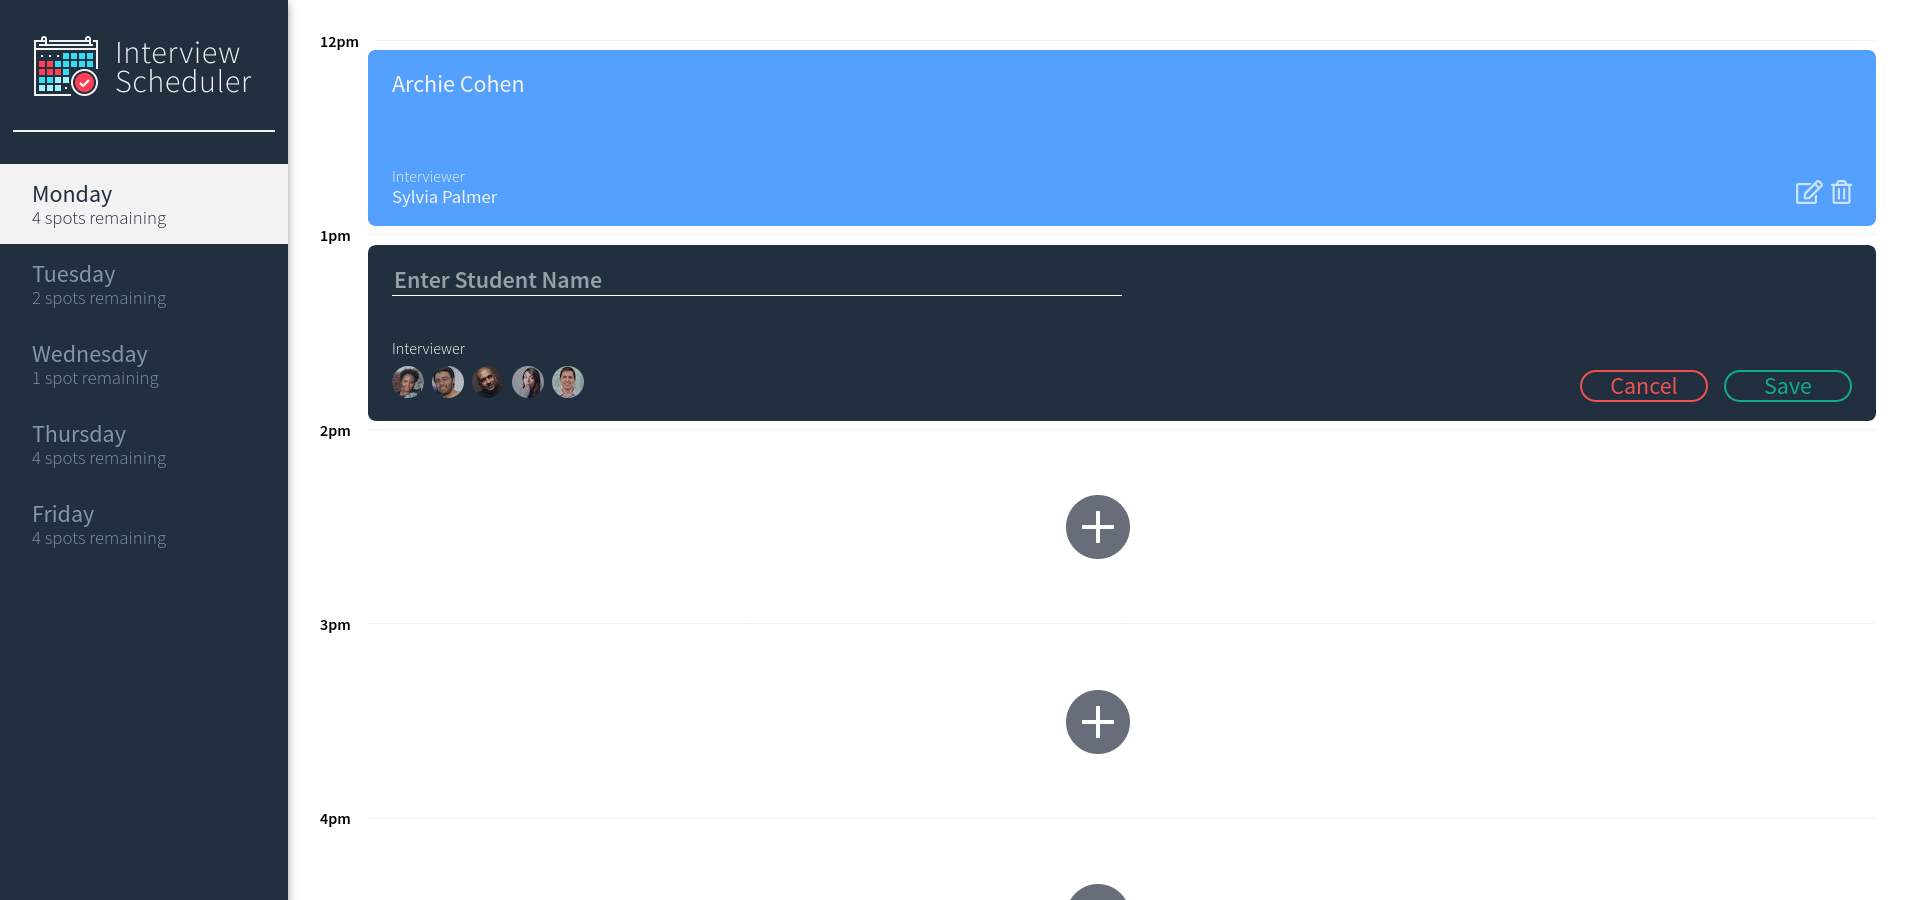 Interview
Scheduler
Monday
4 spots remaining
Tuesday
2 spots remaining
Wednesday
1 spot remaining
Thursday
4 spots remaining
Friday
4 spots remaining
12pm
Archie Cohen
Interviewer
Sylvia Palmer
1pm
Enter Student Name
Interviewer
Cancel
Save
2pm
3pm
4pm